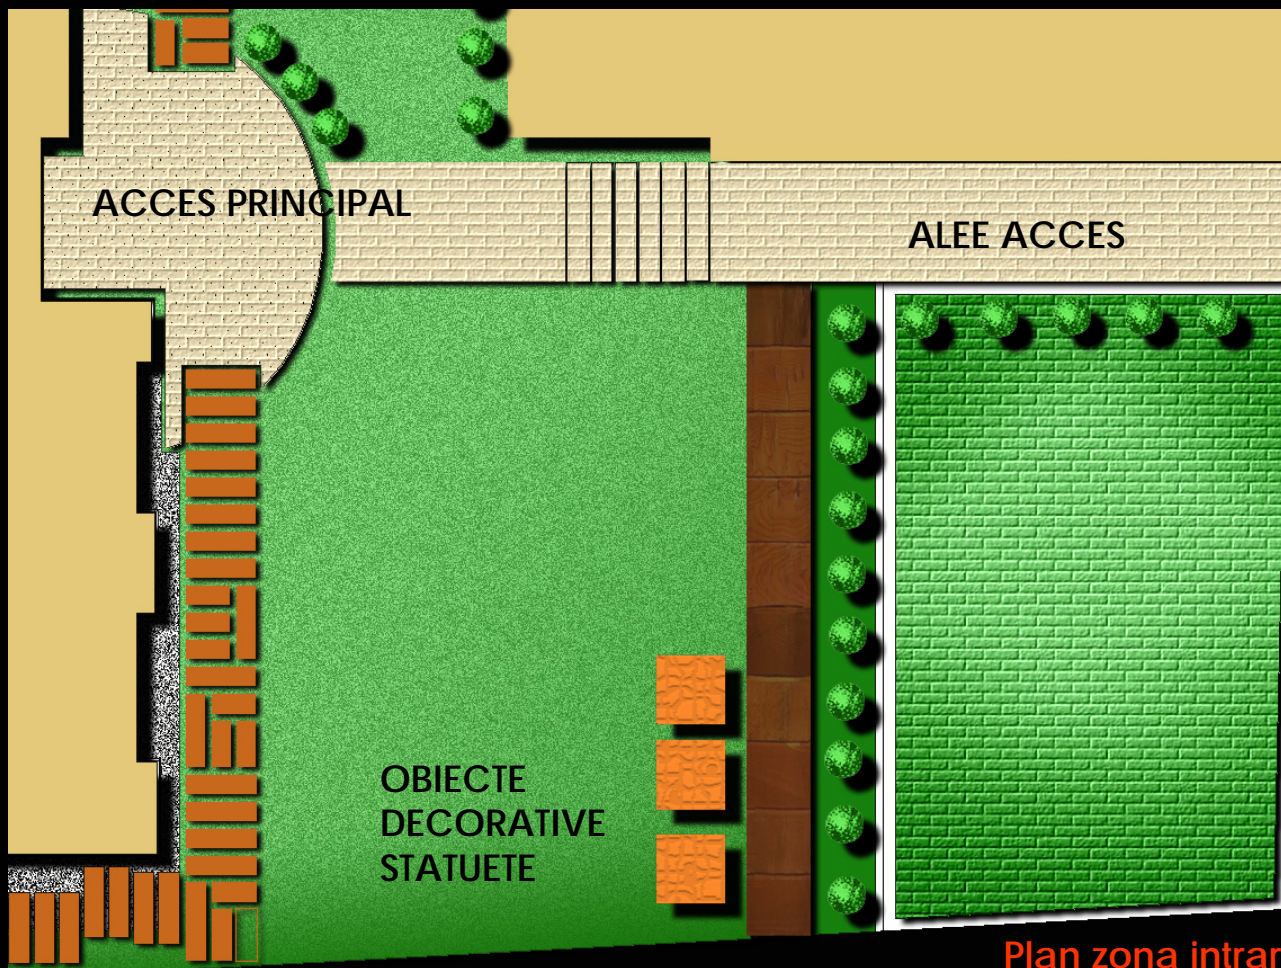 ACCES PRINCIPAL
ALEE ACCES
OBIECTE
DECORATIVE
STATUETE
Plan zona intrar